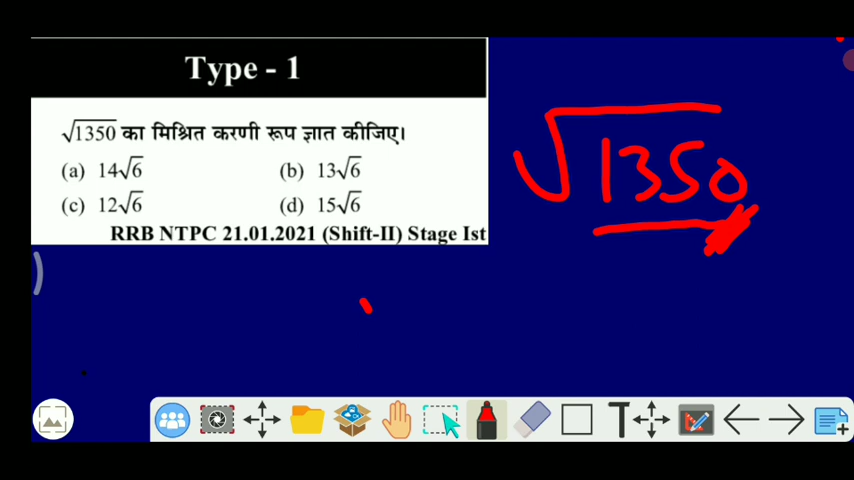 Type - 1
√1350 का मिश्रित करणी रूप ज्ञात कीजिए।
(a) 14√6 (b) 13√6
(c) 12√6 (d) 15√6
RRB NTPC 21.01.2021 (Shift-II) Stage Ist
√1350
T